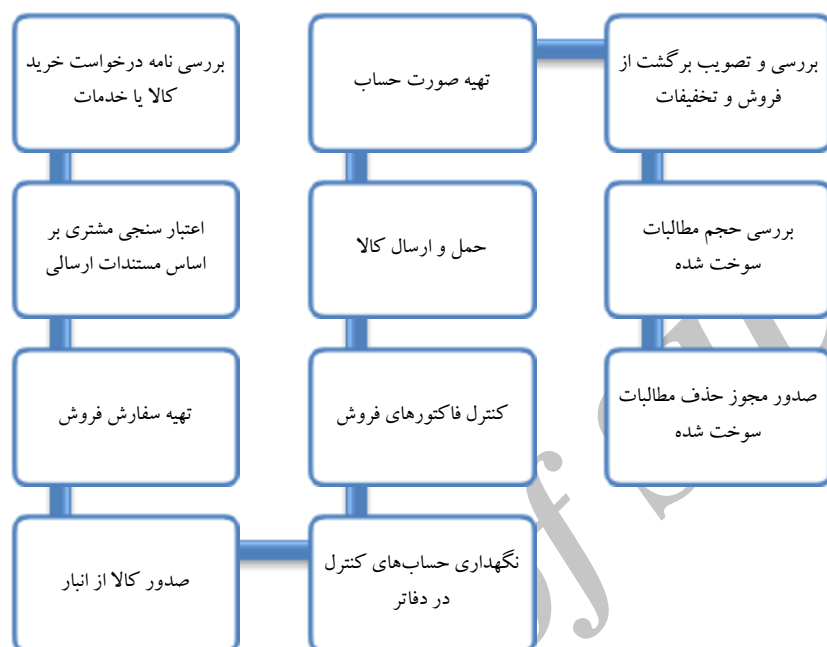 بررسی نامه درخواست خرید
کالا یا خدمات
اعتبار سنجی مشتری بر
اساس مستندات ارسالی
تهیه سفارش فروش
صدور کالا از انبار
نگهداری حساب‌های کنترل
در دفاتر
کنترل فاکتورهای فروش
حمل و ارسال کالا
تهیه صورت حساب
بررسی و تصویب برگشت از
فروش و تخفیفات
بررسی حجم مطالبات
سوخت شده
صدور مجوز حذف مطالبات
سوخت شده
of